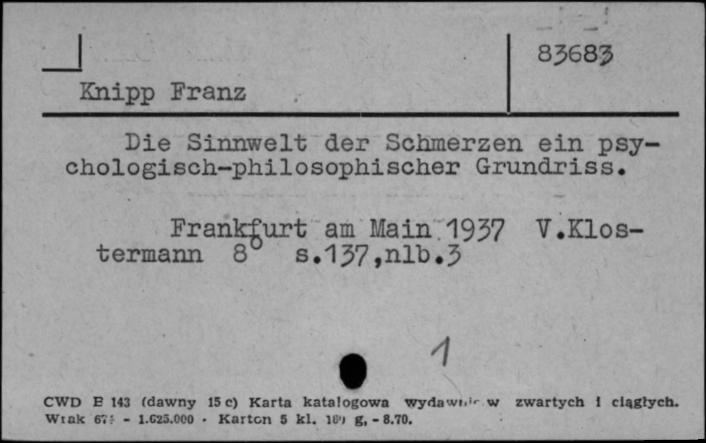 83683
Knipp Franz
Die Sinnwelt der Schmerzen ein psy-
chologisch-philosophischer Grundriss.
Frankfurt am Main 1937 V.Klos-
termann 8° s.137,nlb.3
1
CWD E 143 (dawny 15 c) Karta katalogowa wydawnictw zwartych i ciągłych.
- 1.625.000 - Karton 5 kl. g, - 8.70.